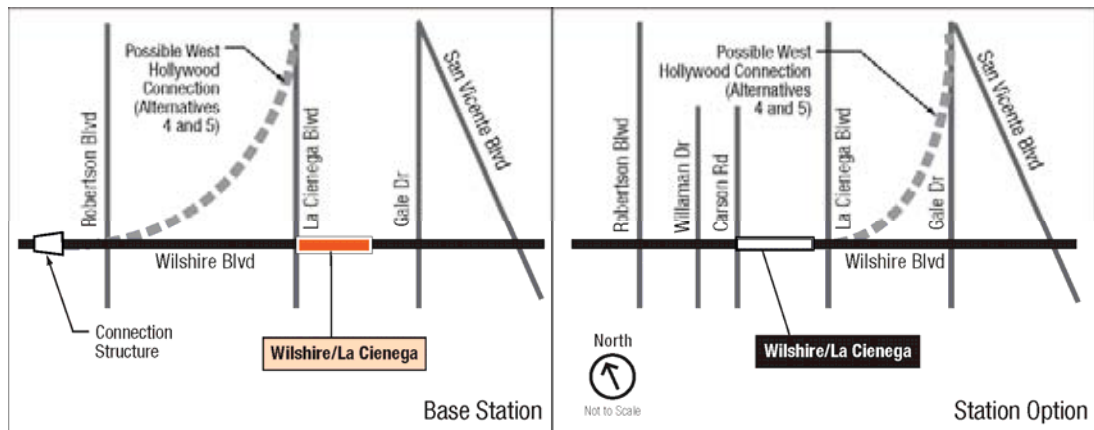 Possible West
Hollywood
Connection
(Alternatives
4 and 5)
Robertson Blvd
La Cienega Blvd
Gale Dr
San Vicente Blvd
Wilshire Blvd
Connection
Structure
Wilshire/La Cienega
Base Station
Possible West
Hollywood Connection
(Alternatives
4 and 5)
Robertson Blvd
Willaman Dr
Carson Rd
La Cienega Blvd
Gale Dr
San Vicente Blvd
Wilshire Blvd
Wilshire/La Cienega
North
Not to Scale
Station Option